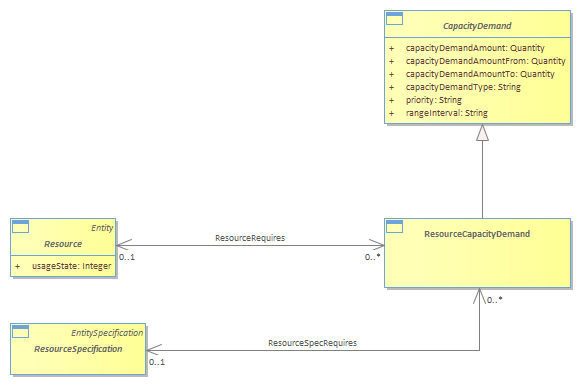 CapacityDemand
+ capacityDemandAmount: Quantity
+ capacityDemandAmountFrom: Quantity
+ capacityDemandAmountTo: Quantity
+ capacityDemandType: String
+ priority: String
+ rangeInterval: String
Entity
Resource
+ usageState: Integer
ResourceRequires
0..1
0..*
ResourceCapacityDemand
EntitySpecification
ResourceSpecification
ResourceSpecRequires
0..1
0..*